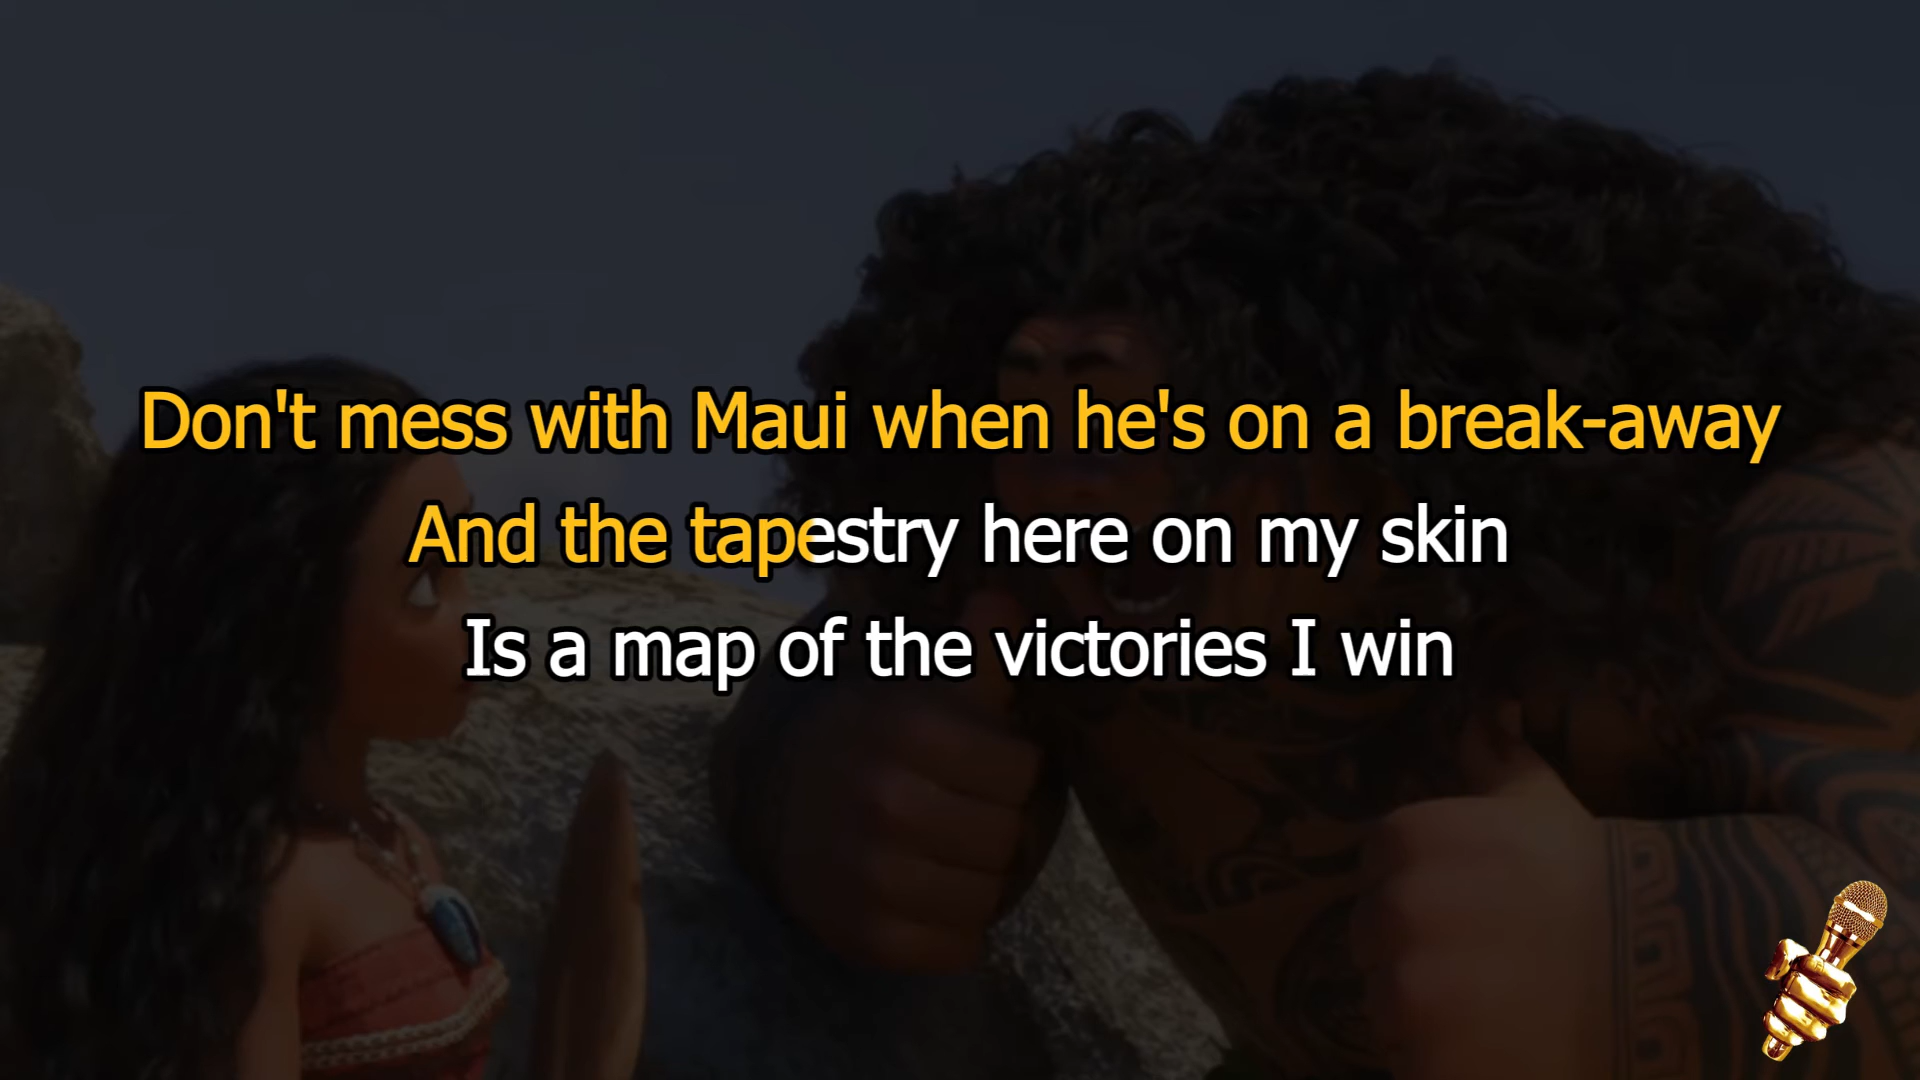 Don't mess with Maui when he's on a break-away
And the tapestry here on my skin
Is a map of the victories I win